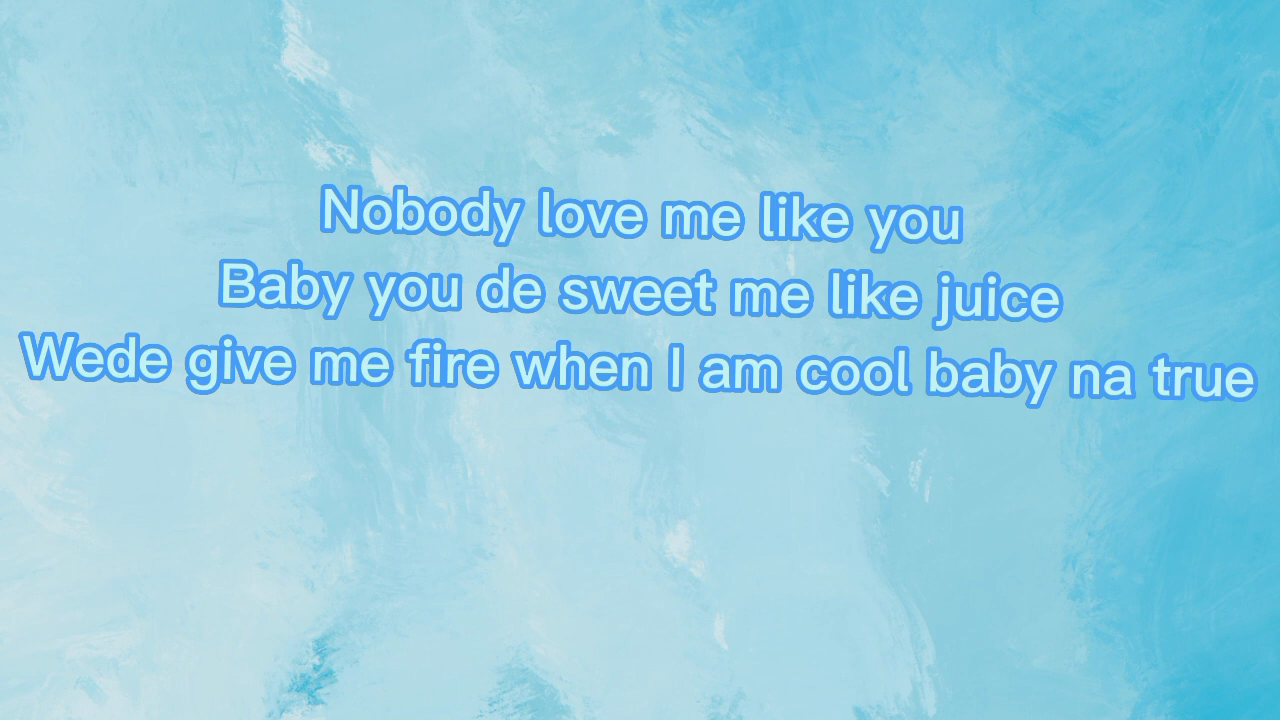 Nobody love me like you
Baby you de sweet me like juice
Wede give me fire when I am cool baby na true